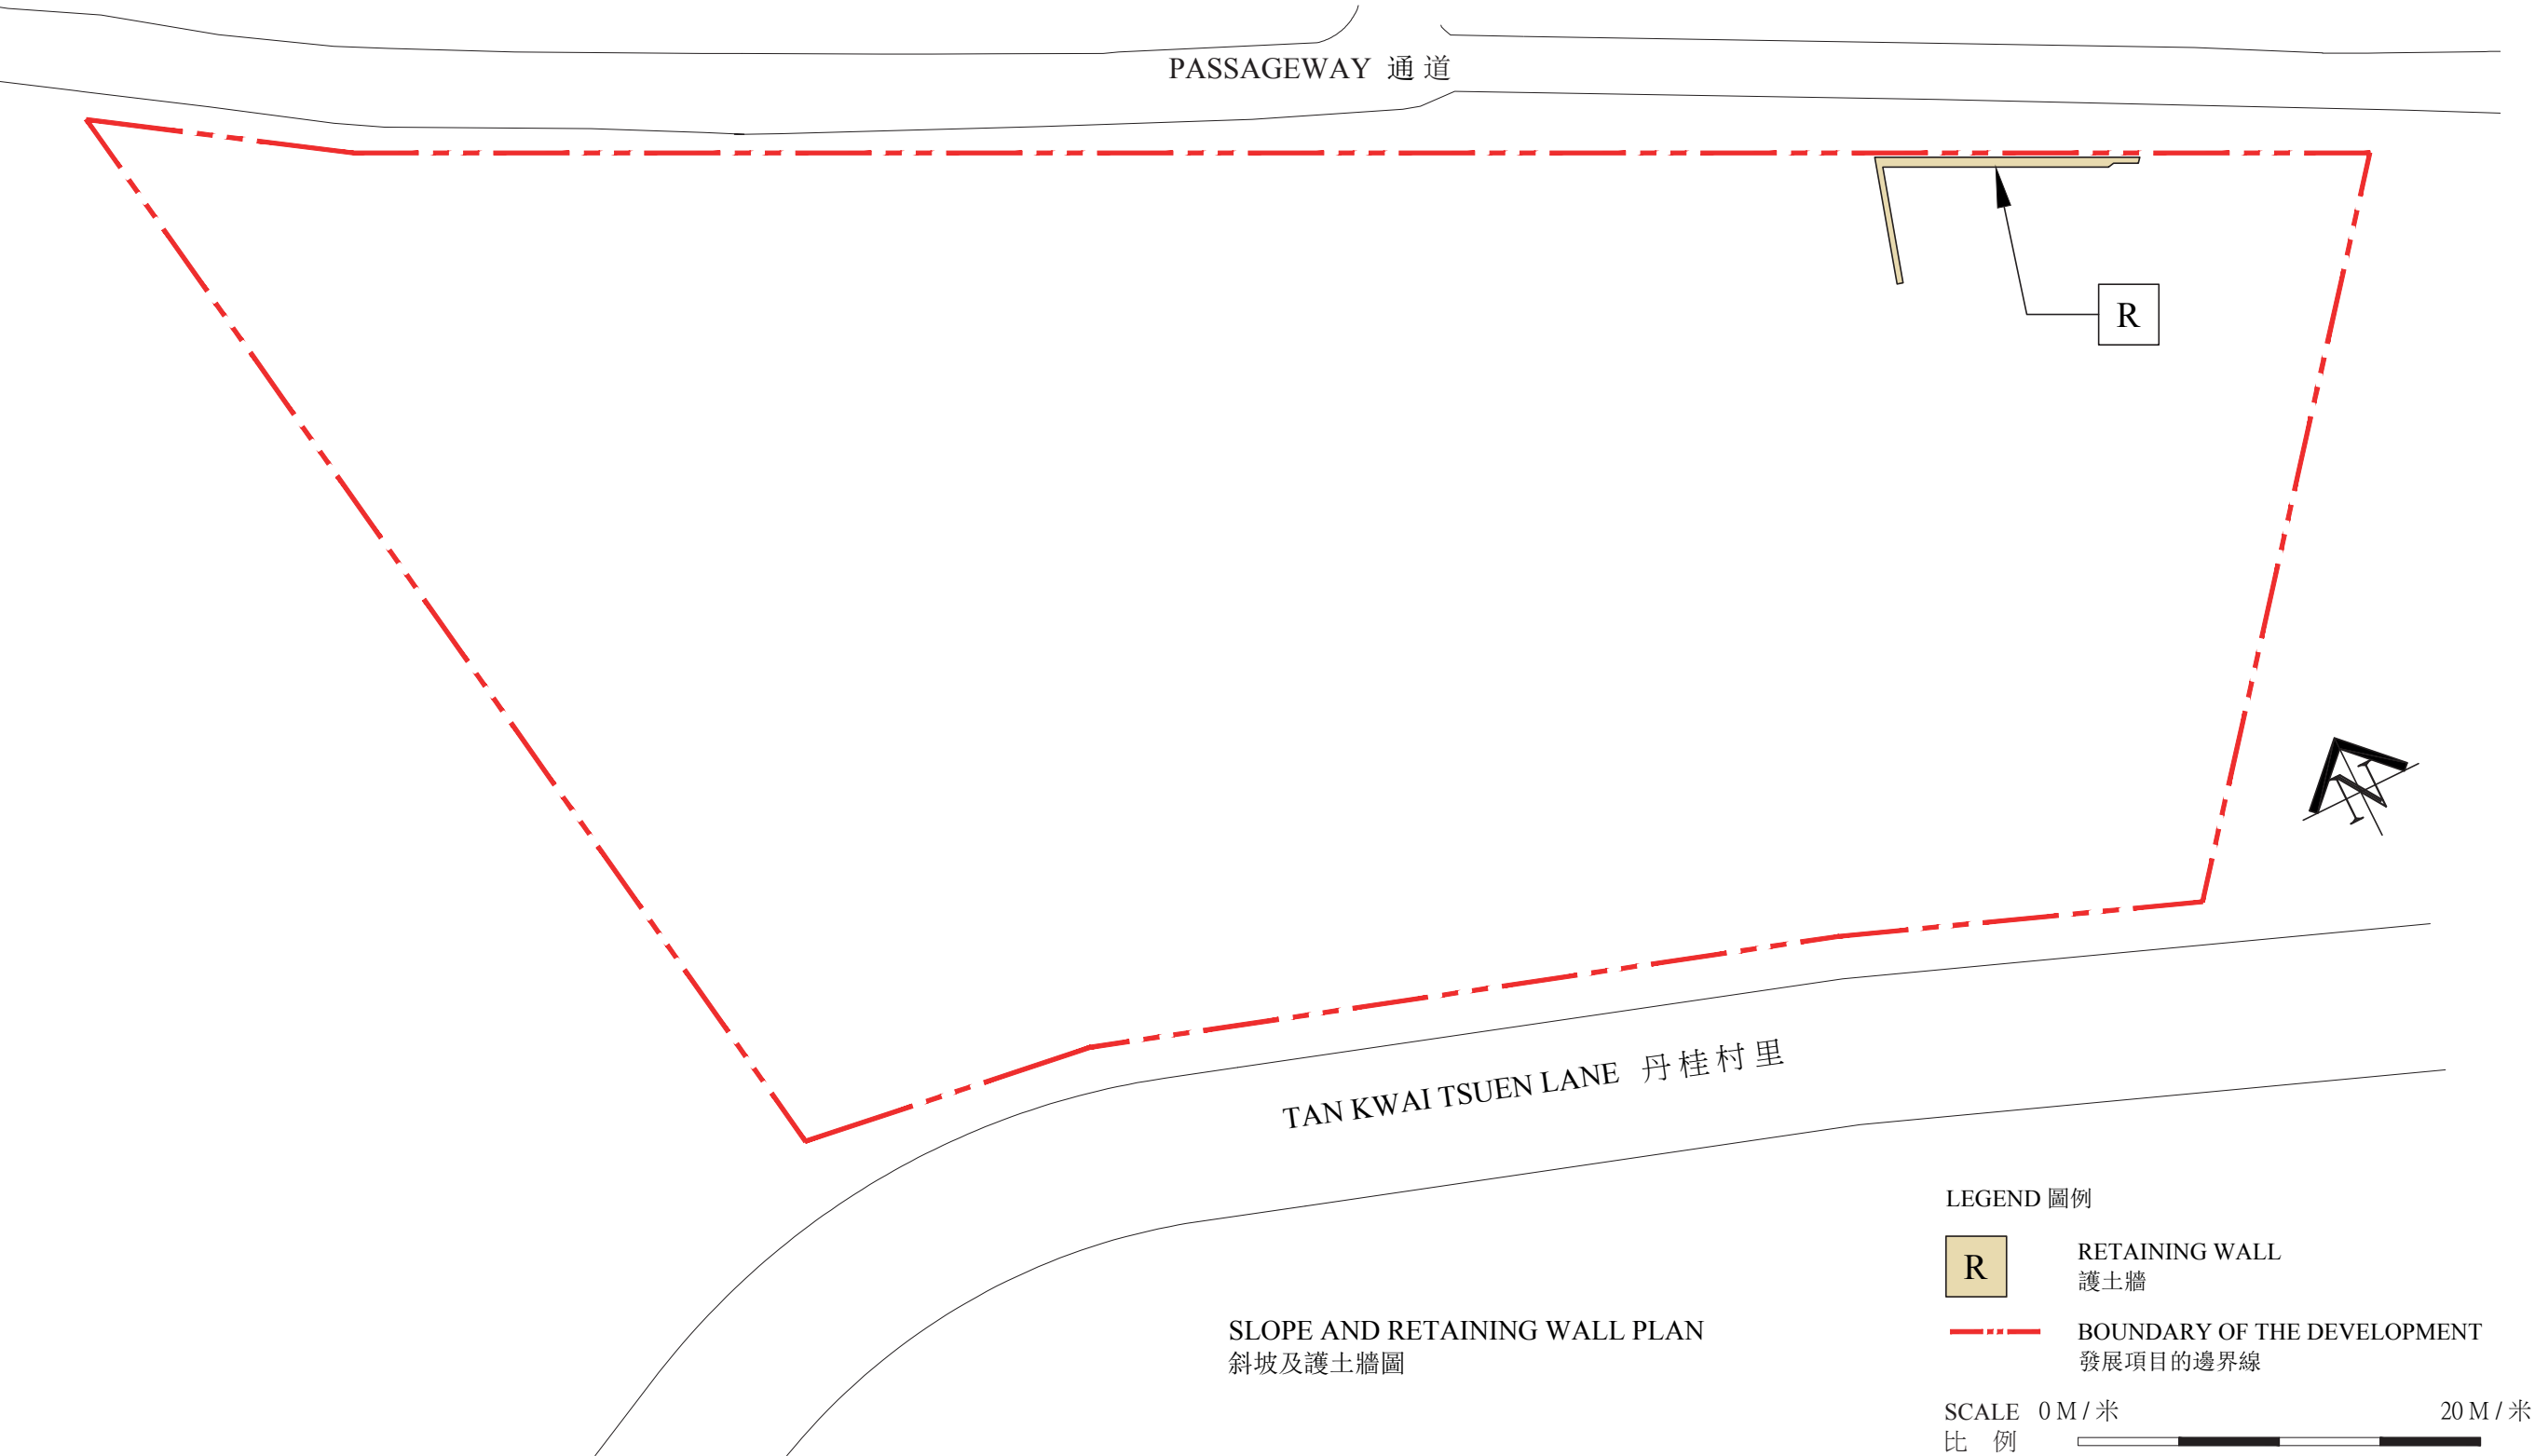 PASSAGEWAY 通道
R
N
TAN KWAI TSUEN LANE 丹桂村里
SLOPE AND RETAINING WALL PLAN
斜坡及護土牆圖
LEGEND 圖例
R
RETAINING WALL
護土牆
BOUNDARY OF THE DEVELOPMENT
發展項目的邊界線
SCALE 0 M / 米 20 M / 米
比 例